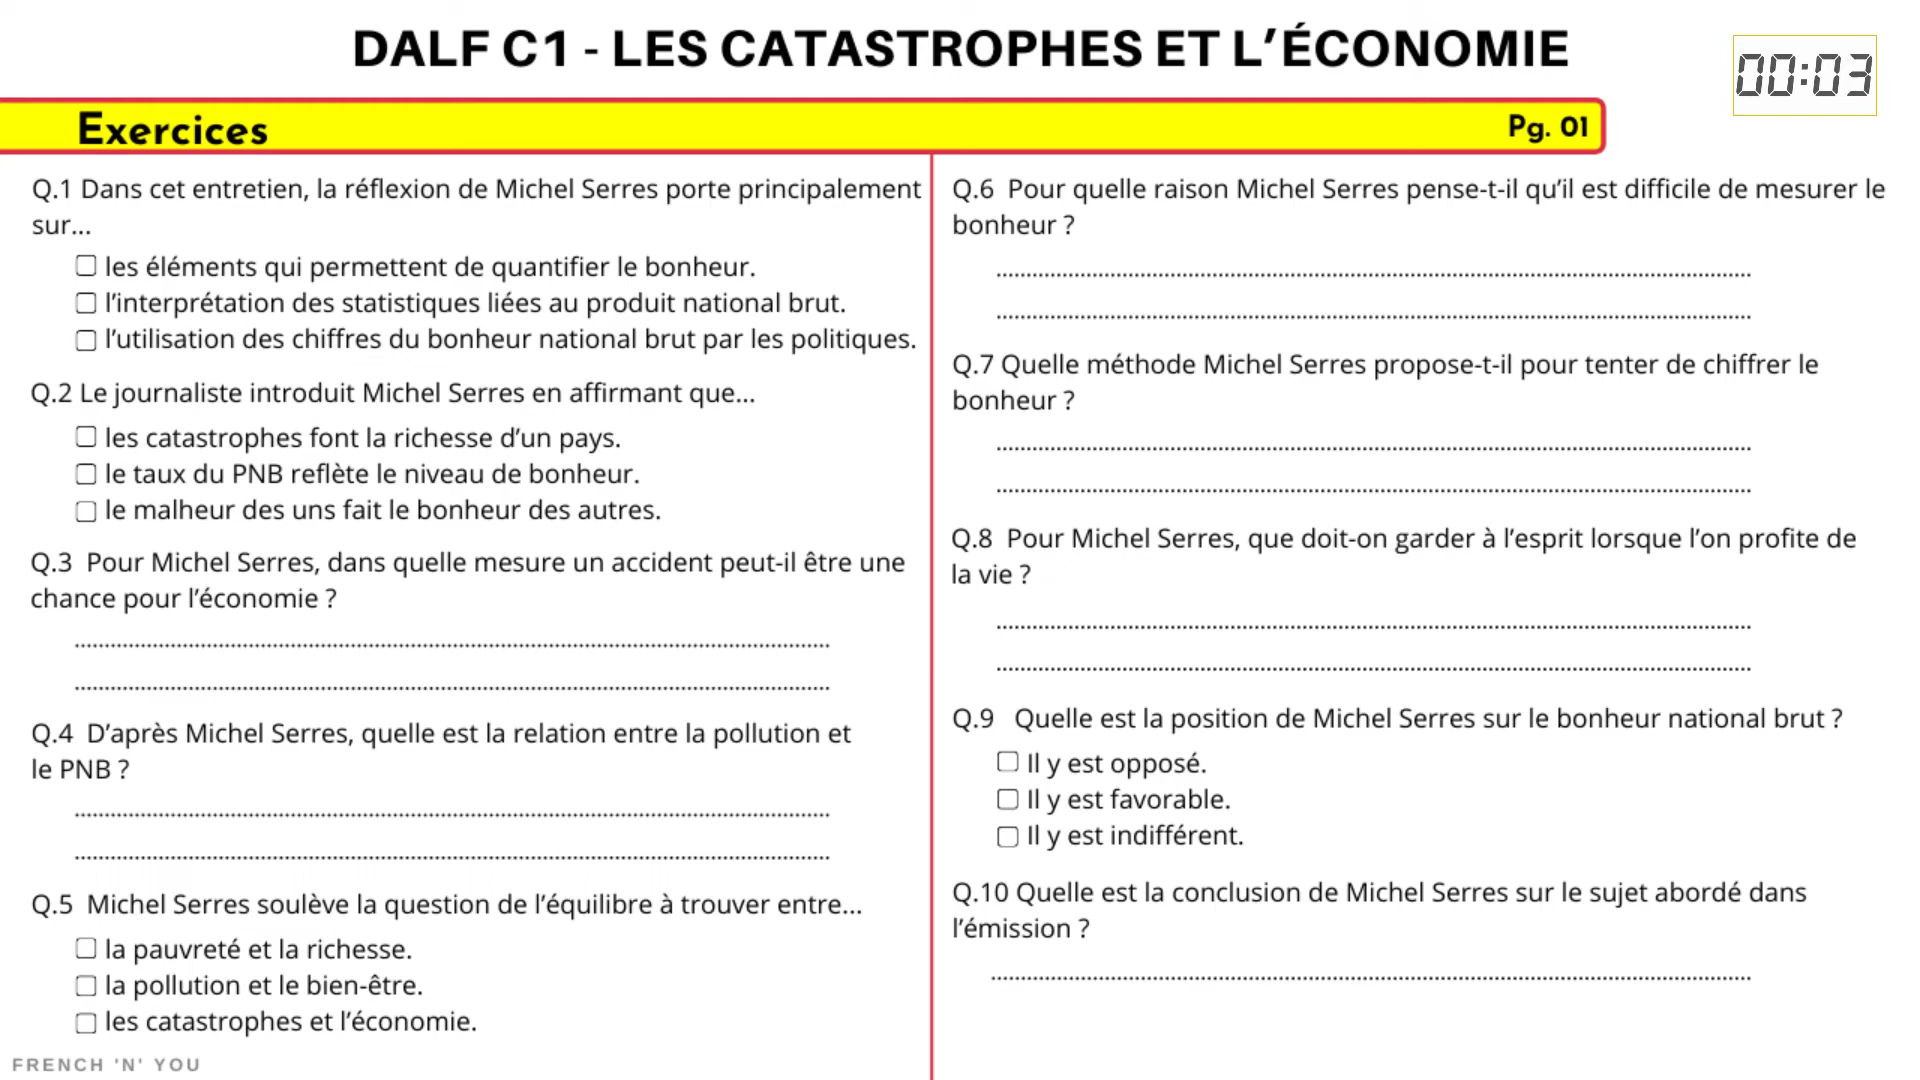 DALF C1 - LES CATASTROPHES ET L’ÉCONOMIE
00:03
Exercices
Pg. 01
Q.1 Dans cet entretien, la réflexion de Michel Serres porte principalement
sur...
les éléments qui permettent de quantifier le bonheur.
l’interprétation des statistiques liées au produit national brut.
l’utilisation des chiffres du bonheur national brut par les politiques.
Q.2 Le journaliste introduit Michel Serres en affirmant que...
les catastrophes font la richesse d’un pays.
le taux du PNB reflète le niveau de bonheur.
le malheur des uns fait le bonheur des autres.
Q.3 Pour Michel Serres, dans quelle mesure un accident peut-il être une
chance pour l’économie ?
Q.4 D’après Michel Serres, quelle est la relation entre la pollution et
le PNB ?
Q.5 Michel Serres soulève la question de l’équilibre à trouver entre...
la pauvreté et la richesse.
la pollution et le bien-être.
les catastrophes et l’économie.
Q.6 Pour quelle raison Michel Serres pense-t-il qu’il est difficile de mesurer le
bonheur ?
Q.7 Quelle méthode Michel Serres propose-t-il pour tenter de chiffrer le
bonheur ?
Q.8 Pour Michel Serres, que doit-on garder à l’esprit lorsque l’on profite de
la vie ?
Q.9 Quelle est la position de Michel Serres sur le bonheur national brut ?
Il y est opposé.
Il y est favorable.
Il y est indifférent.
Q.10 Quelle est la conclusion de Michel Serres sur le sujet abordé dans
l’émission ?
FRENCH 'N' YOU